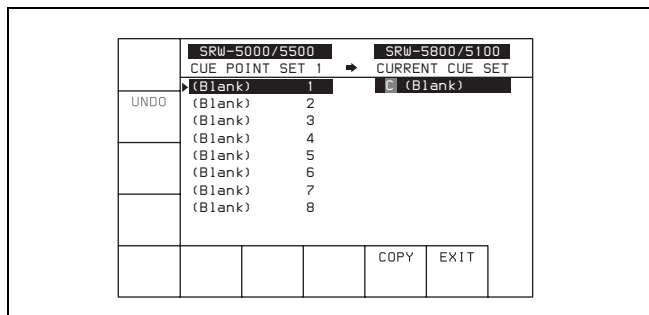 SRW-5000/5500 SRW-5800/5100
CUE POINT SET 1 ➡ CURRENT CUE SET
▶(Blank) 1 C (Blank)
UNDO (Blank) 2
(Blank) 3
(Blank) 4
(Blank) 5
(Blank) 6
(Blank) 7
(Blank) 8
COPY EXIT